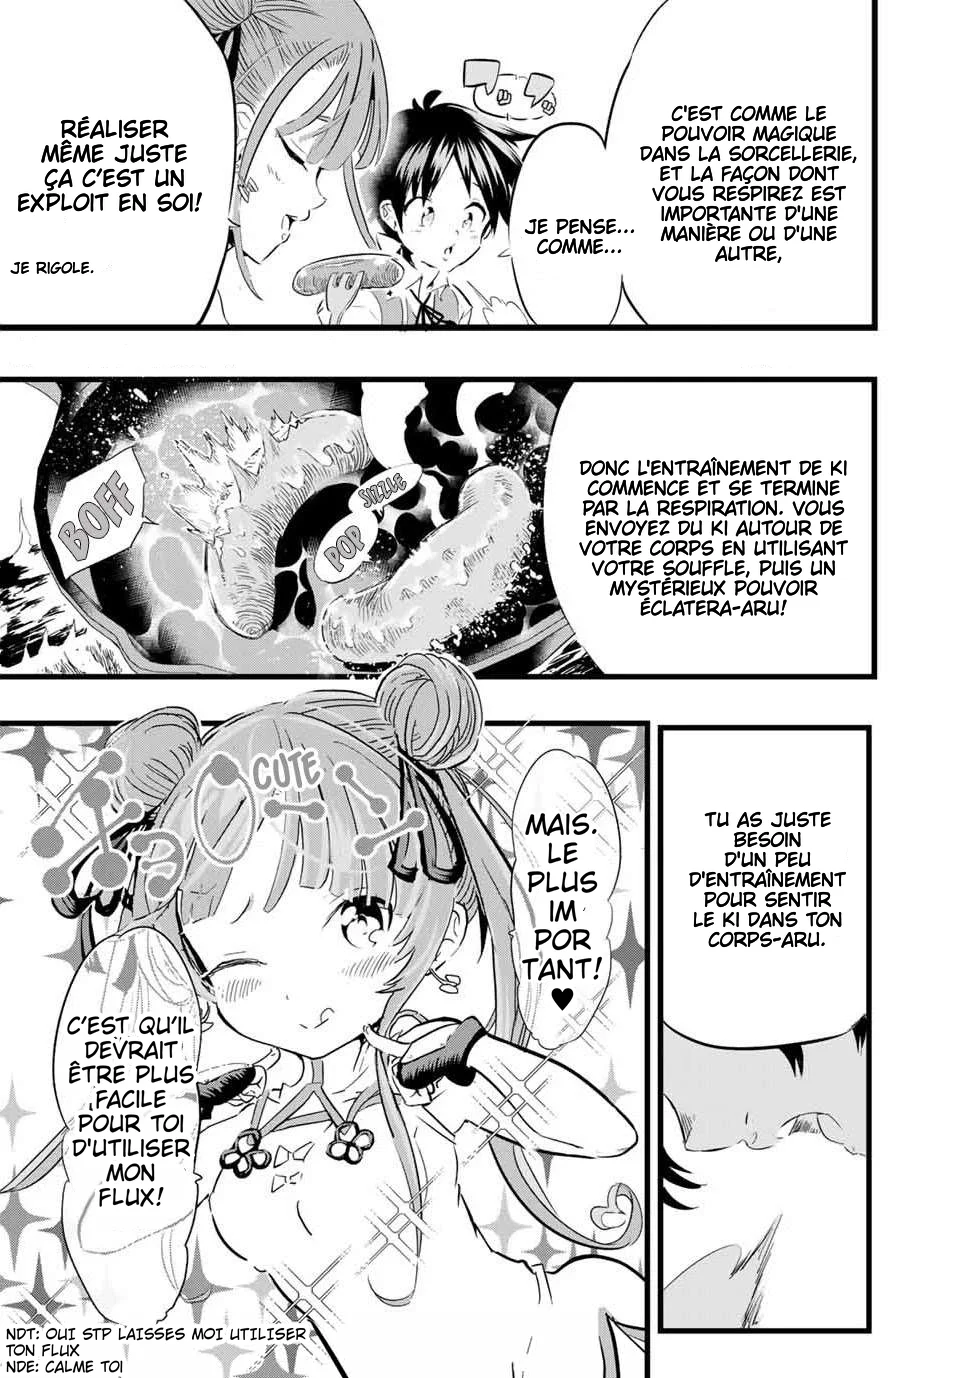 C'EST COMME LE
POUVOIR MAGIQUE
DANS LA SORCELLERIE,
ET LA FAÇON DONT
VOUS RESPIREZ EST
IMPORTANTE D'UNE
MANIÈRE OU D'UNE
AUTRE,
JE PENSE...
COMME...
RÉALISER
MÊME JUSTE
ÇA C'EST UN
EXPLOIT EN SOI!
JE RIGOLE.
DONC L'ENTRAÎNEMENT DE KI
COMMENCE ET SE TERMINE
PAR LA RESPIRATION. VOUS
ENVOYEZ DU KI AUTOUR DE
VOTRE CORPS EN UTILISANT
VOTRE SOUFFLE, PUIS UN
MYSTÉRIEUX POUVOIR
ÉCLATERA-ARU!
SIZZLE
POP
BOFF
TU AS JUSTE
BESOIN
D'UN PEU
D'ENTRAÎNEMENT
POUR SENTIR
LE KI DANS TON
CORPS-ARU.
CUTE
MAIS.
LE
PLUS
IM
POR
TANT!
♥
C'EST QU'IL
DEVRAIT
ÊTRE PLUS
FACILE
POUR TOI
D'UTILISER
MON
FLUX!
NDT: OUI STP LAISSES MOI UTILISER
TON FLUX
NDE: CALME TOI